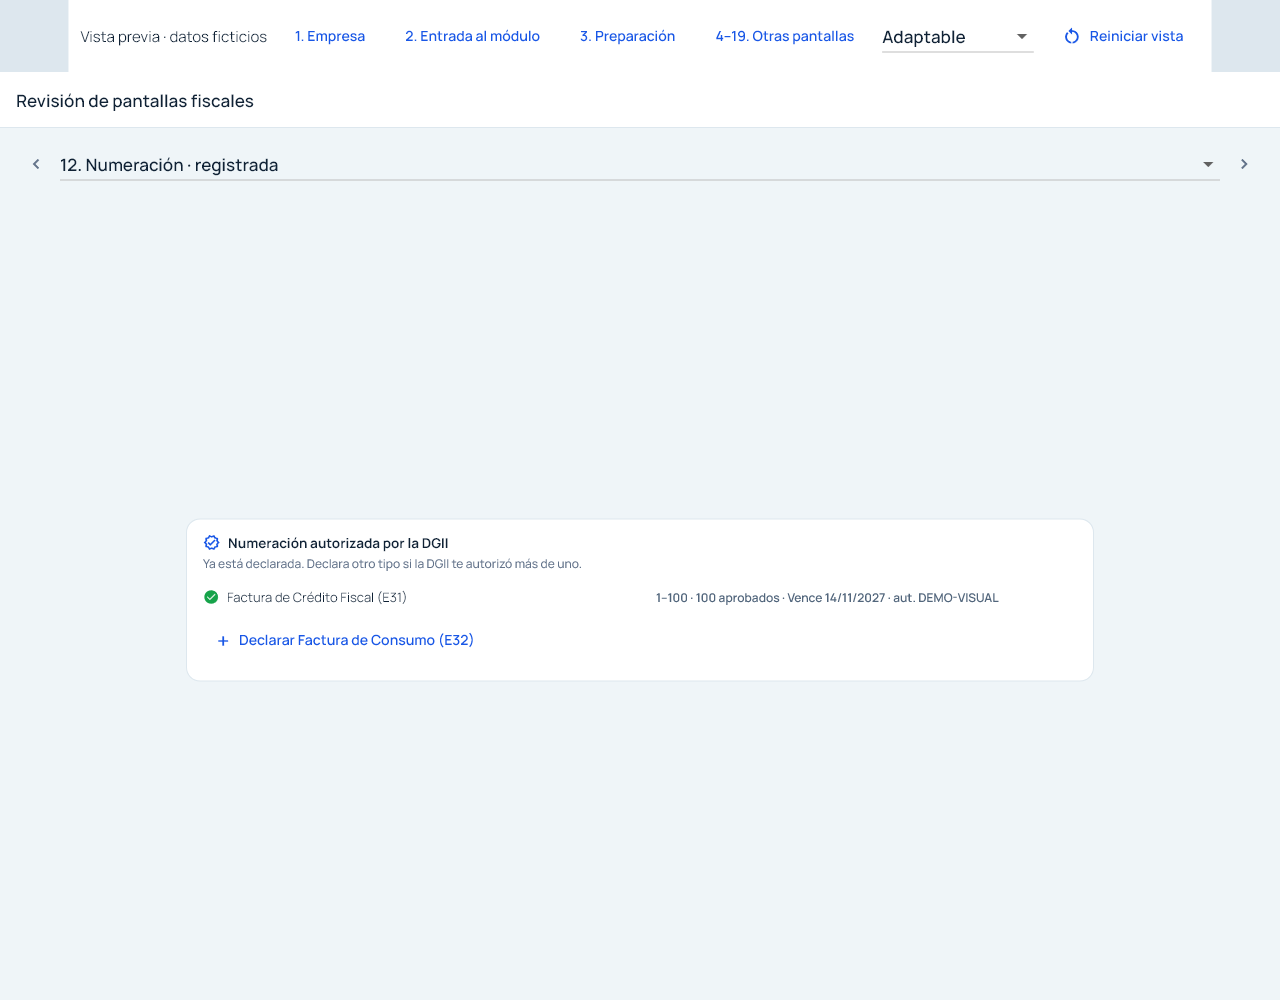 Vista previa · datos ficticios 1. Empresa 2. Entrada al módulo 3. Preparación 4–19. Otras pantallas Adaptable Reiniciar vista
Revisión de pantallas fiscales
12. Numeración · registrada
Numeración autorizada por la DGII
Ya está declarada. Declara otro tipo si la DGII te autorizó más de uno.
Factura de Crédito Fiscal (E31) 1–100 · 100 aprobados · Vence 14/11/2027 · aut. DEMO-VISUAL
+ Declarar Factura de Consumo (E32)